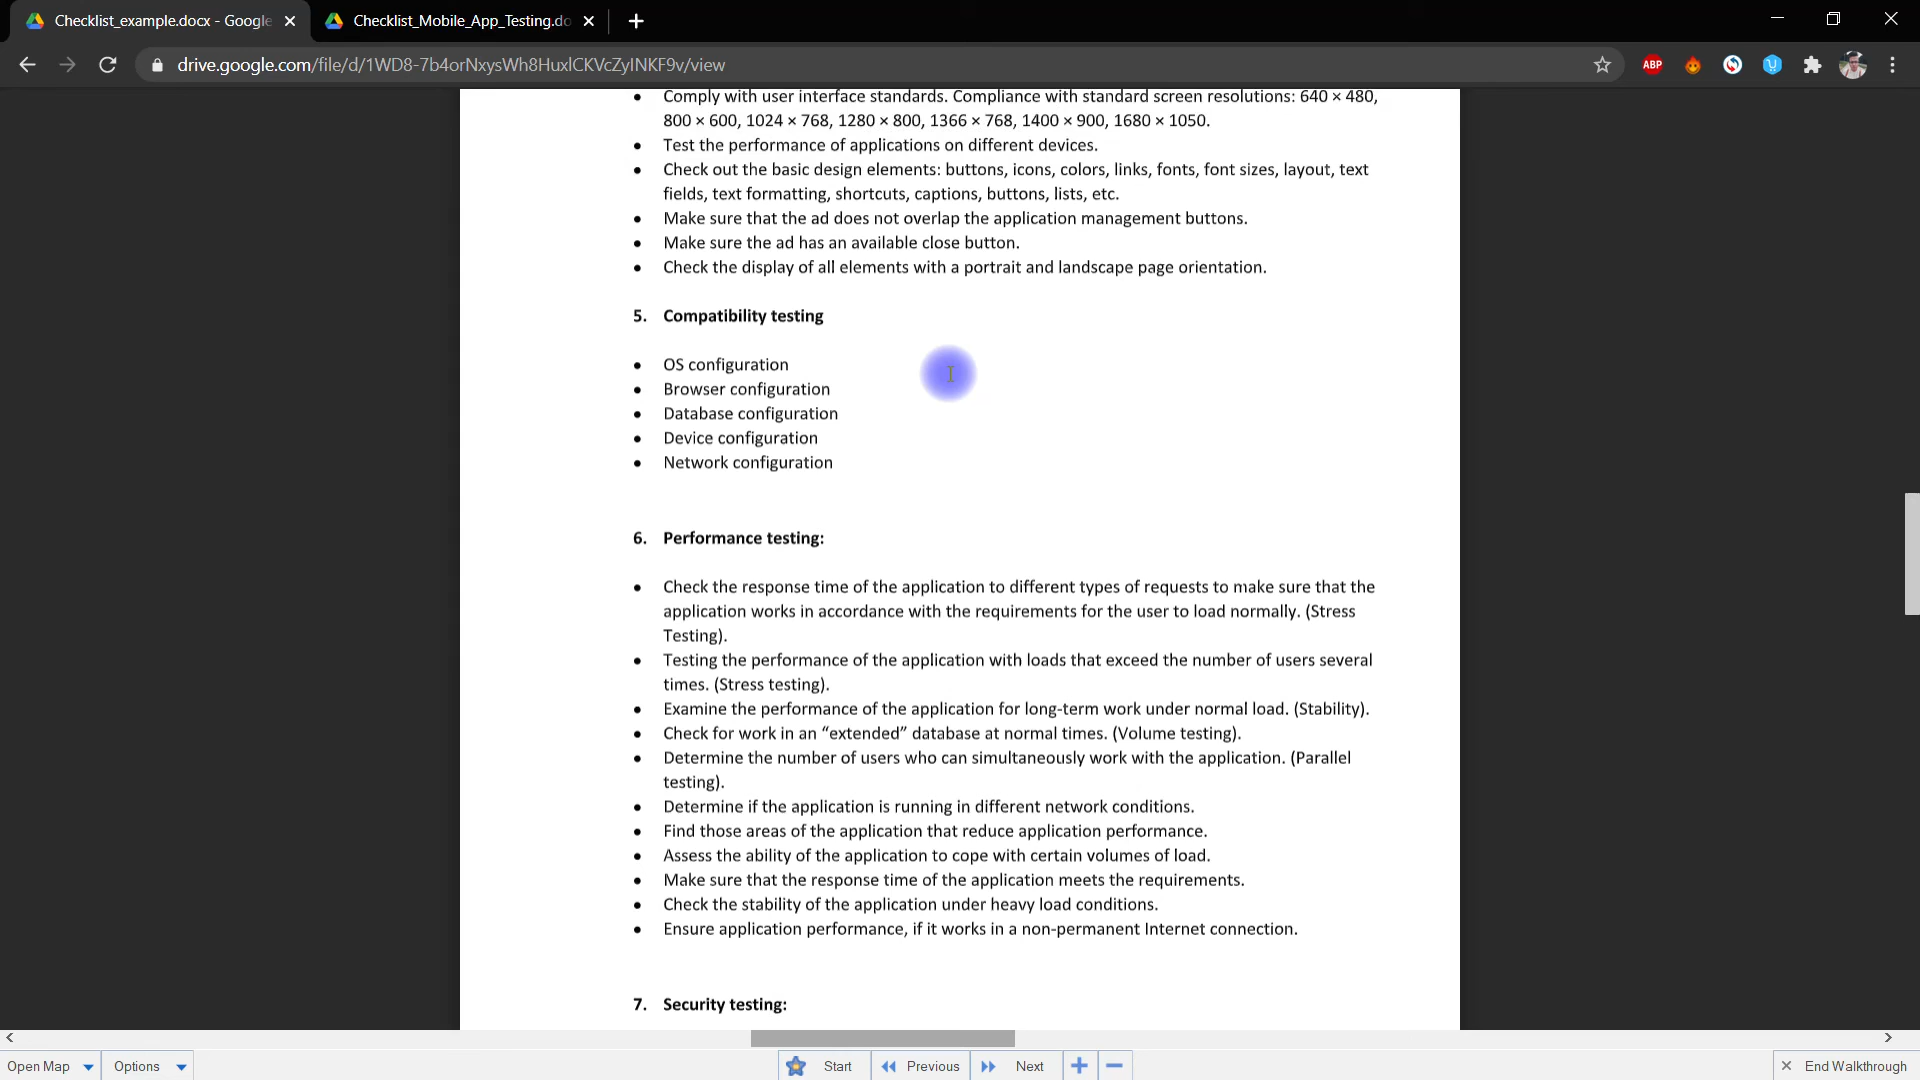 Checklist_example.docx - Google
Checklist_Mobile_App_Testing.do
drive.google.com/file/d/1WD8-7b4orNxysWh8HuxlCKVcZyINKF9v/view
ABP
• Comply with user interface standards. Compliance with standard screen resolutions: 640 × 480,
800 × 600, 1024 × 768, 1280 × 800, 1366 × 768, 1400 × 900, 1680 × 1050.
• Test the performance of applications on different devices.
• Check out the basic design elements: buttons, icons, colors, links, fonts, font sizes, layout, text
fields, text formatting, shortcuts, captions, buttons, lists, etc.
• Make sure that the ad does not overlap the application management buttons.
• Make sure the ad has an available close button.
• Check the display of all elements with a portrait and landscape page orientation.
5. Compatibility testing
• OS configuration
• Browser configuration
• Database configuration
• Device configuration
• Network configuration
6. Performance testing:
• Check the response time of the application to different types of requests to make sure that the
application works in accordance with the requirements for the user to load normally. (Stress
Testing).
• Testing the performance of the application with loads that exceed the number of users several
times. (Stress testing).
• Examine the performance of the application for long-term work under normal load. (Stability).
• Check for work in an “extended” database at normal times. (Volume testing).
• Determine the number of users who can simultaneously work with the application. (Parallel
testing).
• Determine if the application is running in different network conditions.
• Find those areas of the application that reduce application performance.
• Assess the ability of the application to cope with certain volumes of load.
• Make sure that the response time of the application meets the requirements.
• Check the stability of the application under heavy load conditions.
• Ensure application performance, if it works in a non-permanent Internet connection.
7. Security testing:
Open Map Options Start Previous Next End Walkthrough